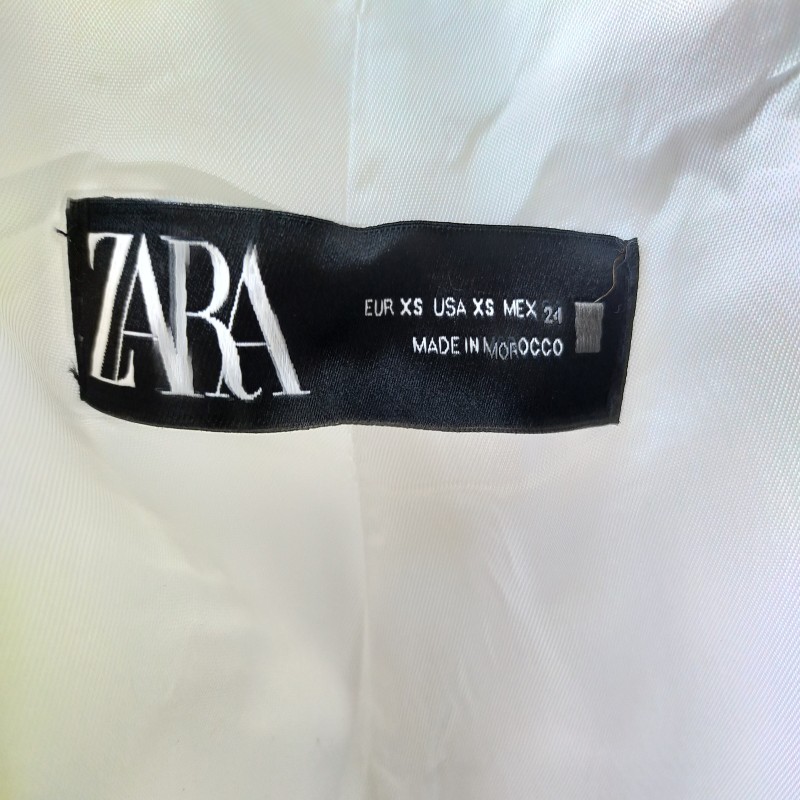 ZARA
EUR XS USA XS MEX 24
MADE IN MOROCCO